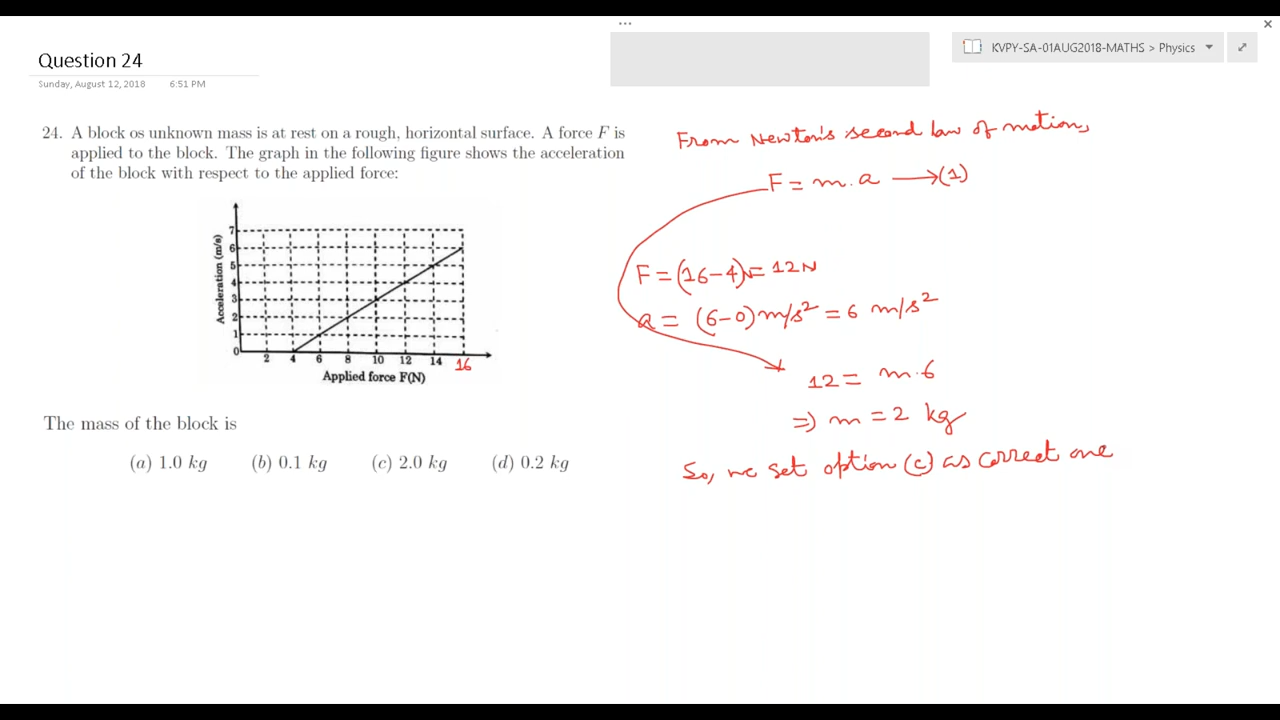 KVPY-SA-01AUG2018-MATHS > Physics
Question 24
Sunday, August 12, 2018 6:51 PM
24. A block os unknown mass is at rest on a rough, horizontal surface. A force F is
applied to the block. The graph in the following figure shows the acceleration
of the block with respect to the applied force:
Acceleration (m/s)
7
6
5
4
3
2
1
0
2 4 6 8 10 12 14 16
Applied force F(N)
The mass of the block is
(a) 1.0 kg (b) 0.1 kg (c) 2.0 kg (d) 0.2 kg
From Newton's second law of motion,
F = m.a → (1)
F = (16-4)N = 12N
a = (6-0) m/s² = 6 m/s²
12 = m.6
⇒ m = 2 kg
So, we get option (c) as correct one